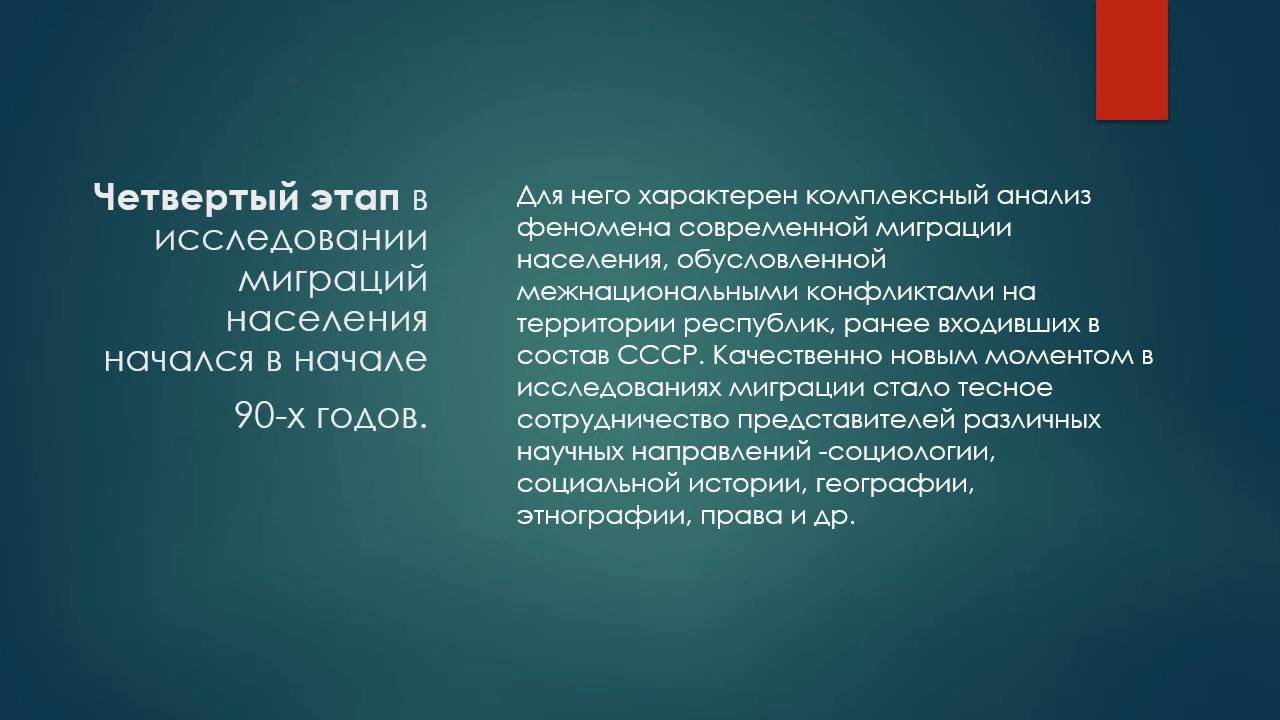 Четвертый этап в
исследовании
миграций
населения
начался в начале
90-х годов.
Для него характерен комплексный анализ
феномена современной миграции
населения, обусловленной
межнациональными конфликтами на
территории республик, ранее входивших в
состав СССР. Качественно новым моментом в
исследованиях миграции стало тесное
сотрудничество представителей различных
научных направлений -социологии,
социальной истории, географии,
этнографии, права и др.